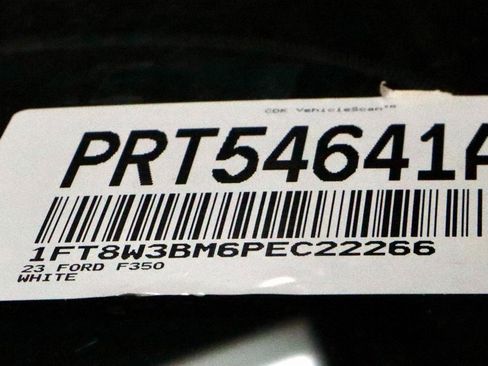 CDK VehicleScan™
PRT54641A
1FT8W3BM6PEC22266
23 FORD F350
WHITE